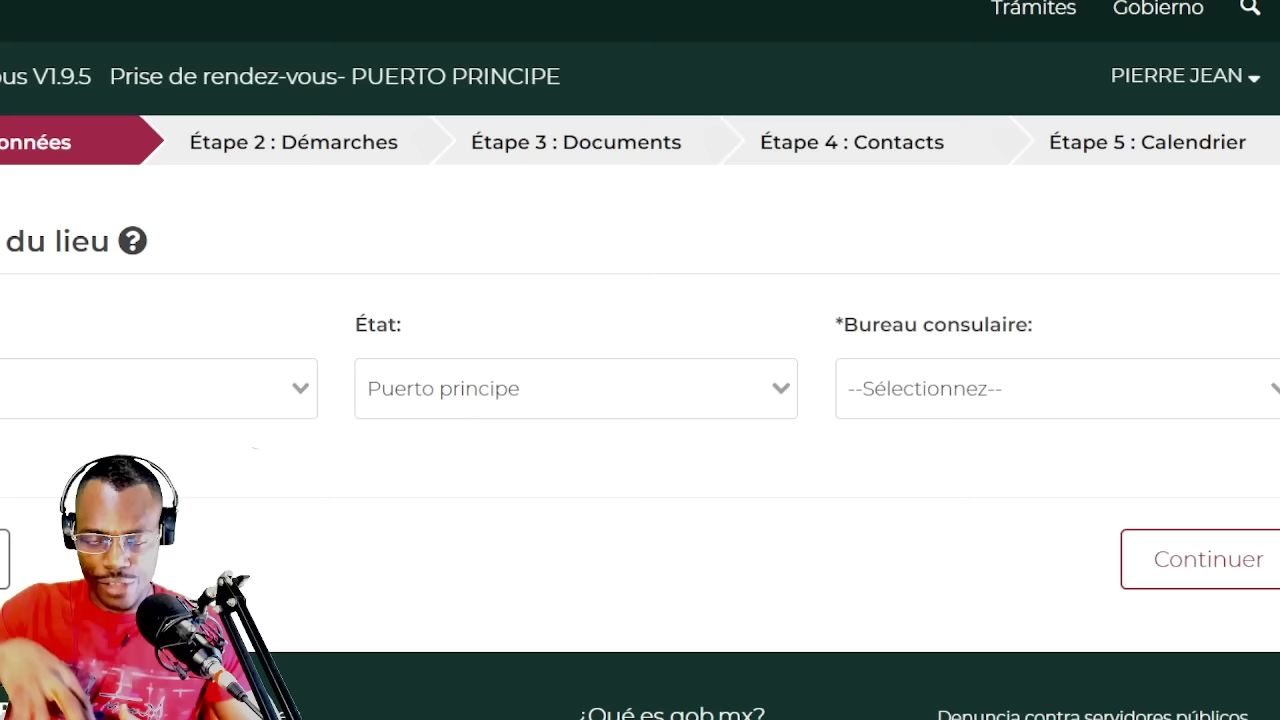 Trámites Gobierno
ous V1.9.5 Prise de rendez-vous- PUERTO PRINCIPE
PIERRE JEAN
onnées
Étape 2 : Démarches
Étape 3 : Documents
Étape 4 : Contacts
Étape 5 : Calendrier
du lieu
État:
*Bureau consulaire:
Puerto principe
--Sélectionnez--
Continuer
¿Qué es gob.mx?
Denuncia contra servidores públicos